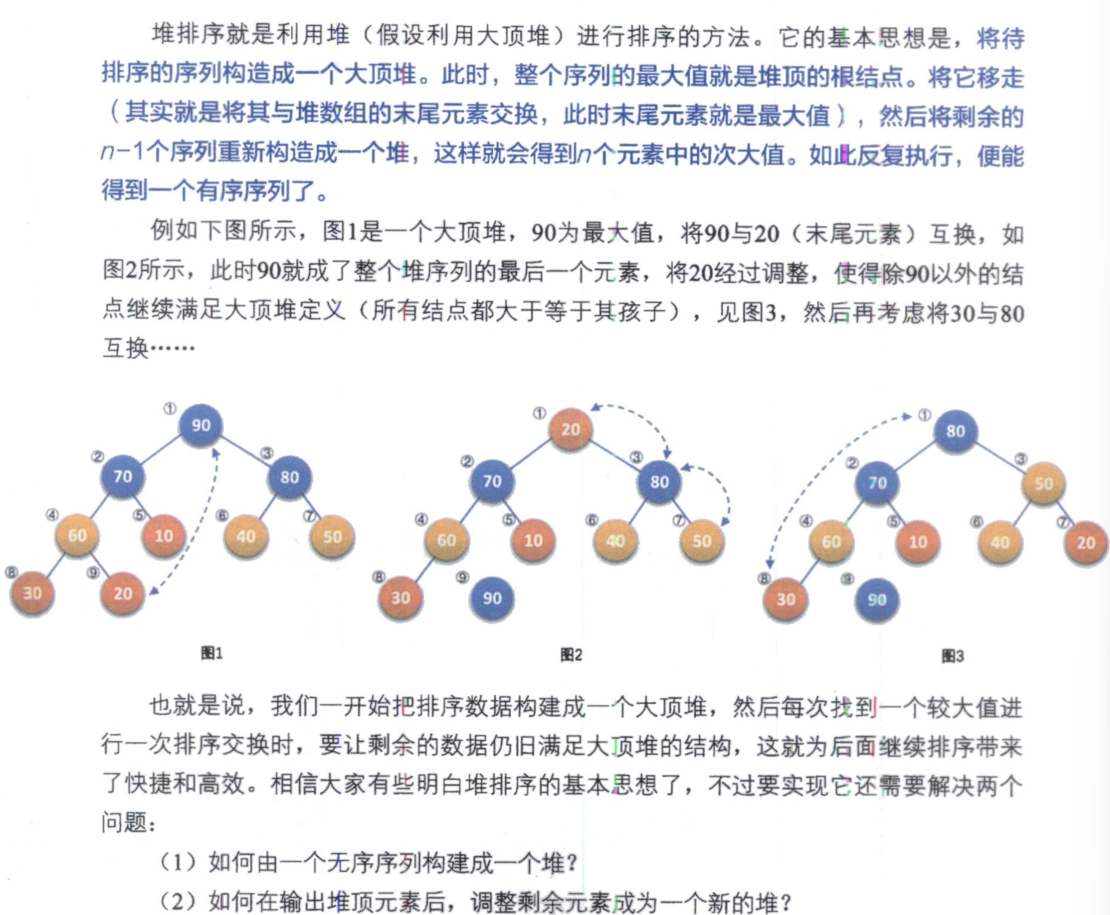 堆排序就是利用堆（假设利用大顶堆）进行排序的方法。它的基本思想是，将待
排序的序列构造成一个大顶堆。此时，整个序列的最大值就是堆顶的根结点。将它移走
（其实就是将其与堆数组的末尾元素交换，此时末尾元素就是最大值），然后将剩余的
n-1个序列重新构造成一个堆，这样就会得到n个元素中的次大值。如此反复执行，便能
得到一个有序序列了。
例如下图所示，图1是一个大顶堆，90为最大值，将90与20（末尾元素）互换，如
图2所示，此时90就成了整个堆序列的最后一个元素，将20经过调整，使得除90以外的结
点继续满足大顶堆定义（所有结点都大于等于其孩子），见图3，然后再考虑将30与80
互换……
① 90
② 70 ③ 80
④ 60 ⑤ 10 ⑥ 40 ⑦ 50
⑧ 30 ⑨ 20
图1
① 20
② 70 ③ 80
④ 60 ⑤ 10 ⑥ 40 ⑦ 50
⑧ 30 ⑨ 90
图2
① 80
② 70 ③ 50
④ 60 ⑤ 10 ⑥ 40 ⑦ 20
⑧ 30 ⑨ 90
图3
也就是说，我们一开始把排序数据构建成一个大顶堆，然后每次找到一个较大值进
行一次排序交换时，要让剩余的数据仍旧满足大顶堆的结构，这就为后面继续排序带来
了快捷和高效。相信大家有些明白堆排序的基本思想了，不过要实现它还需要解决两个
问题：
（1）如何由一个无序序列构建成一个堆？
（2）如何在输出堆顶元素后，调整剩余元素成为一个新的堆？